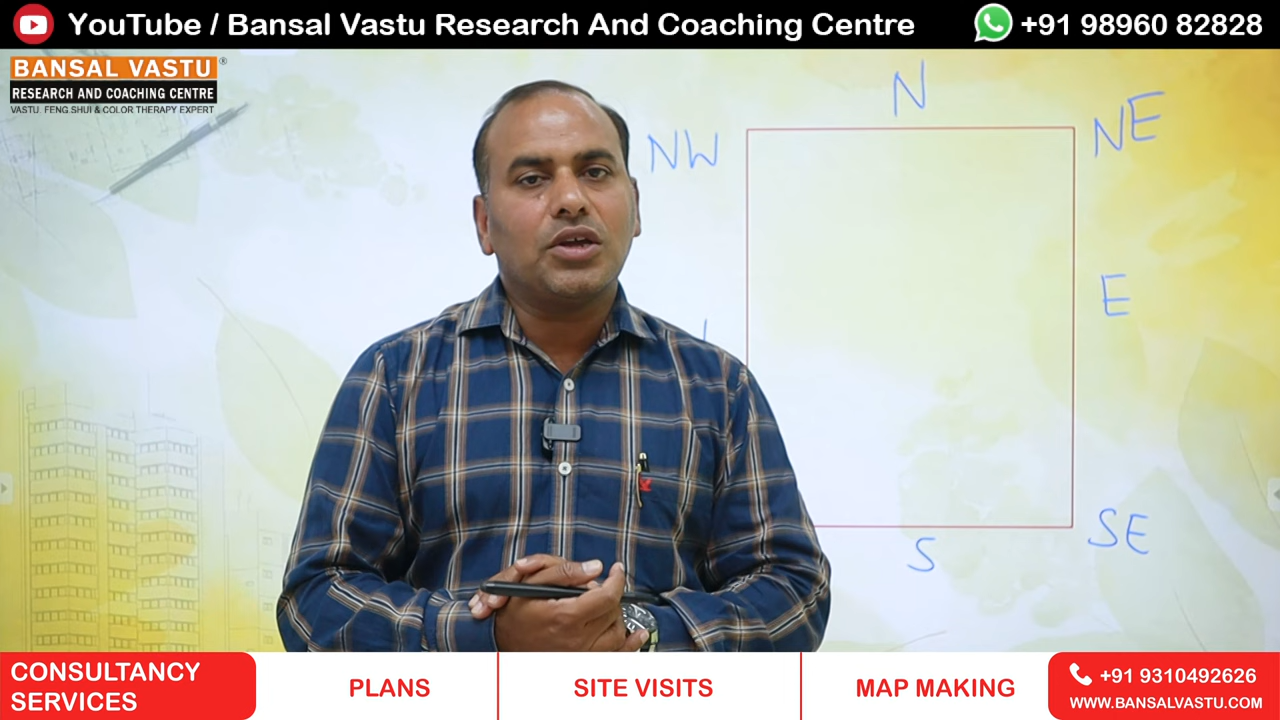 YouTube / Bansal Vastu Research And Coaching Centre
+91 98960 82828
BANSAL VASTU®
RESEARCH AND COACHING CENTRE
VASTU, FENG SHUI & COLOR THERAPY EXPERT
N
NW
NE
E
SE
S
CONSULTANCY
SERVICES
PLANS
SITE VISITS
MAP MAKING
+91 9310492626
WWW.BANSALVASTU.COM